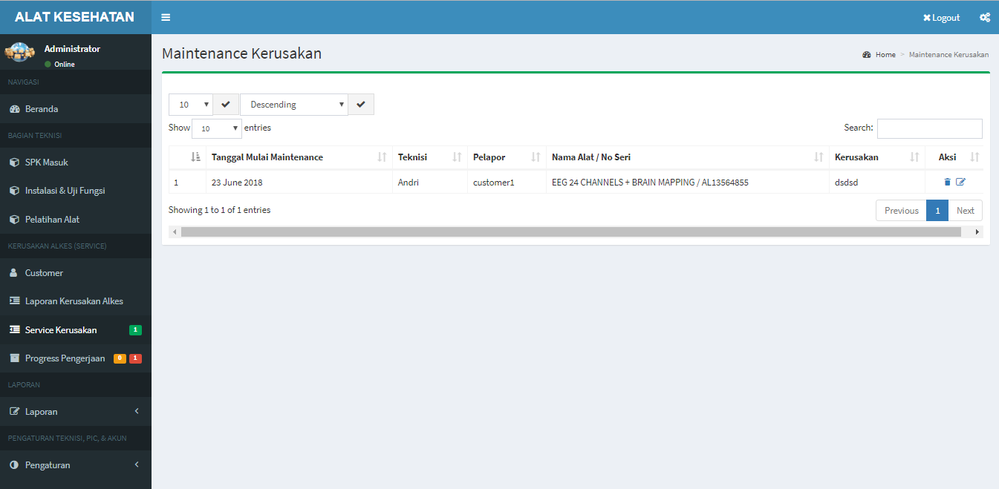 ALAT KESEHATAN
Logout
Administrator
Online
NAVIGASI
Beranda
BAGIAN TEKNISI
SPK Masuk
Instalasi & Uji Fungsi
Pelatihan Alat
KERUSAKAN ALKES (SERVICE)
Customer
Laporan Kerusakan Alkes
Service Kerusakan 1
Progress Pengerjaan 0 1
LAPORAN
Laporan
PENGATURAN TEKNISI, PIC, & AKUN
Pengaturan
Maintenance Kerusakan
Home > Maintenance Kerusakan
10 Descending
Show 10 entries Search:
Tanggal Mulai Maintenance Teknisi Pelapor Nama Alat / No Seri Kerusakan Aksi
1 23 June 2018 Andri customer1 EEG 24 CHANNELS + BRAIN MAPPING / AL13564855 dsdsd
Showing 1 to 1 of 1 entries Previous 1 Next